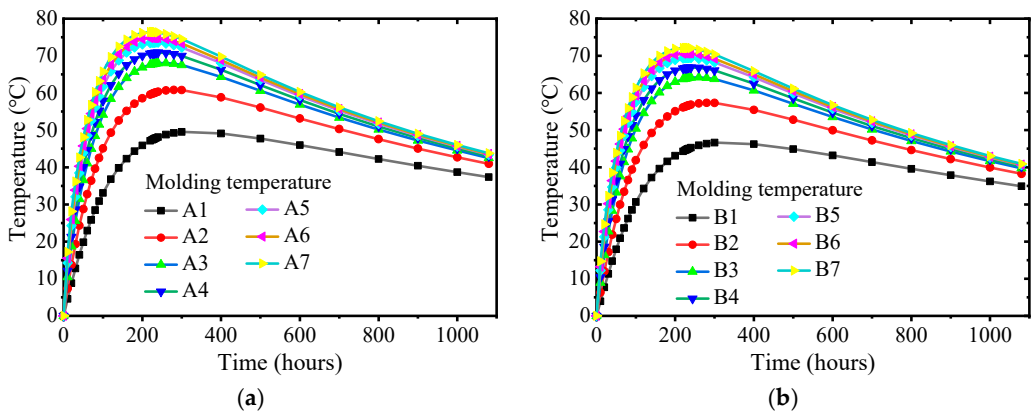 80
70
60
50
40
30
20
10
0
Temperature (°C)
Molding temperature
A1 A5
A2 A6
A3 A7
A4
0 200 400 600 800 1000
Time (hours)
(a)
80
70
60
50
40
30
20
10
0
Temperature (°C)
Molding temperature
B1 B5
B2 B6
B3 B7
B4
0 200 400 600 800 1000
Time (hours)
(b)